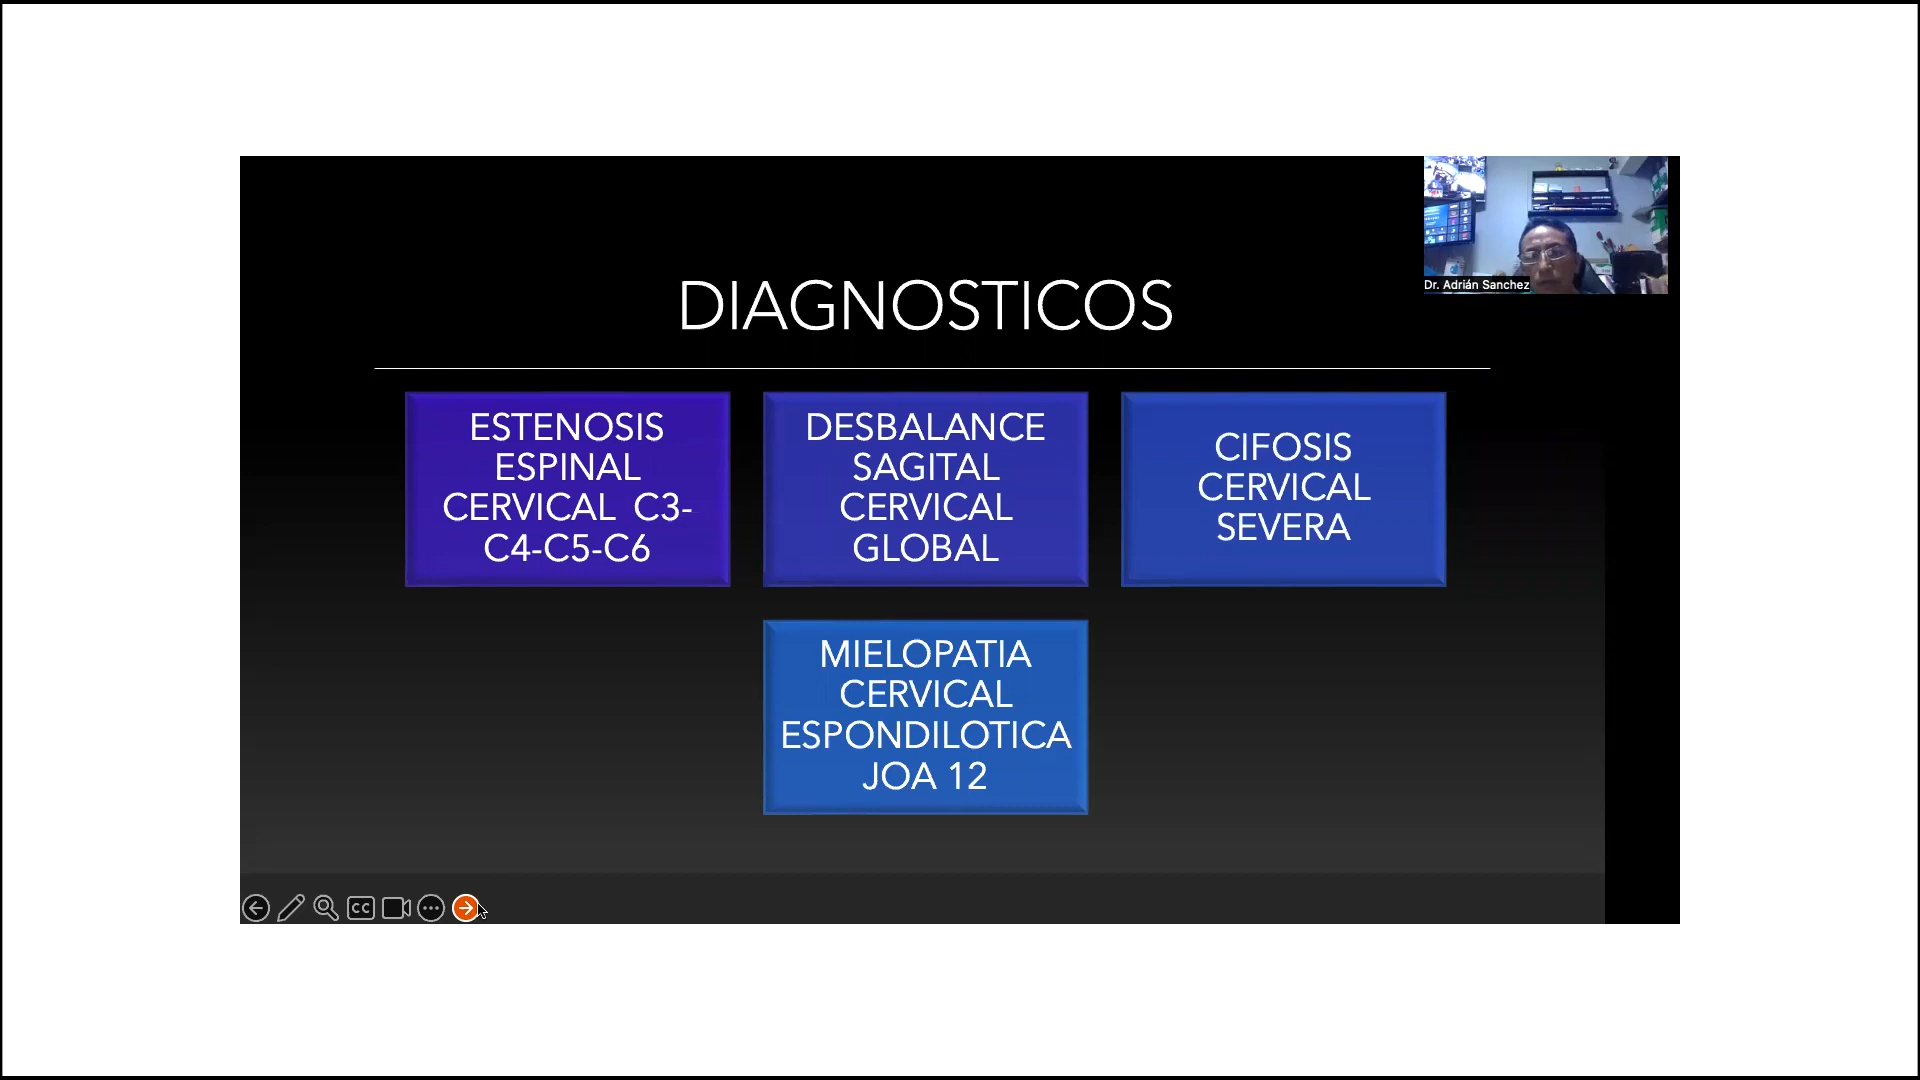 Dr. Adrián Sanchez
DIAGNOSTICOS
ESTENOSIS
ESPINAL
CERVICAL C3-
C4-C5-C6
DESBALANCE
SAGITAL
CERVICAL
GLOBAL
CIFOSIS
CERVICAL
SEVERA
MIELOPATIA
CERVICAL
ESPONDILOTICA
JOA 12
CC